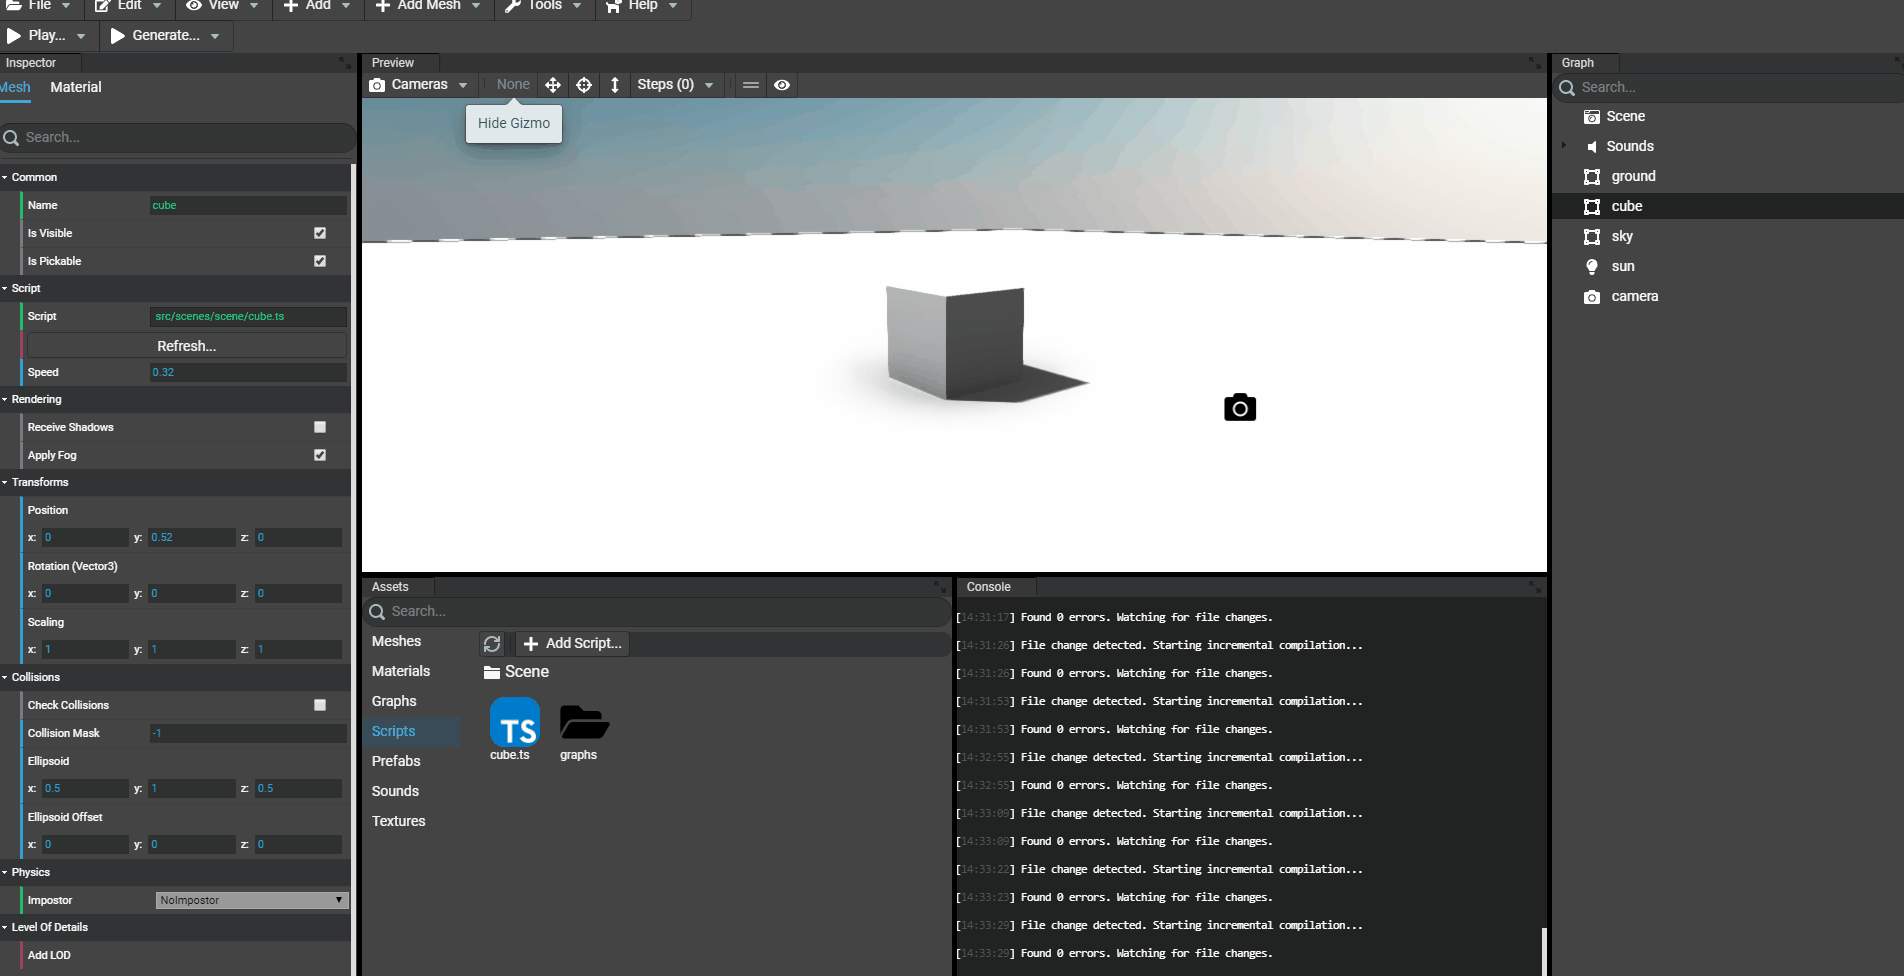 File Edit View Add Add Mesh Tools Help
Play... Generate...
Inspector
Mesh Material
Search...
Common
Name cube
Is Visible
Is Pickable
Script
Script src/scenes/scene/cube.ts
Refresh...
Speed 0.32
Rendering
Receive Shadows
Apply Fog
Transforms
Position
x: 0 y: 0.52 z: 0
Rotation (Vector3)
x: 0 y: 0 z: 0
Scaling
x: 1 y: 1 z: 1
Collisions
Check Collisions
Collision Mask -1
Ellipsoid
x: 0.5 y: 1 z: 0.5
Ellipsoid Offset
x: 0 y: 0 z: 0
Physics
Impostor NoImpostor
Level Of Details
Add LOD
Preview
Cameras None Steps (0)
Hide Gizmo
Assets
Search...
Meshes
Materials
Graphs
Scripts
Prefabs
Sounds
Textures
Add Script...
Scene
TS
cube.ts graphs
Console
[14:31:17] Found 0 errors. Watching for file changes.
[14:31:26] File change detected. Starting incremental compilation...
[14:31:26] Found 0 errors. Watching for file changes.
[14:31:53] File change detected. Starting incremental compilation...
[14:31:53] Found 0 errors. Watching for file changes.
[14:32:55] File change detected. Starting incremental compilation...
[14:32:55] Found 0 errors. Watching for file changes.
[14:33:09] File change detected. Starting incremental compilation...
[14:33:09] Found 0 errors. Watching for file changes.
[14:33:22] File change detected. Starting incremental compilation...
[14:33:23] Found 0 errors. Watching for file changes.
[14:33:29] File change detected. Starting incremental compilation...
[14:33:29] Found 0 errors. Watching for file changes.
Graph
Search...
Scene
Sounds
ground
cube
sky
sun
camera